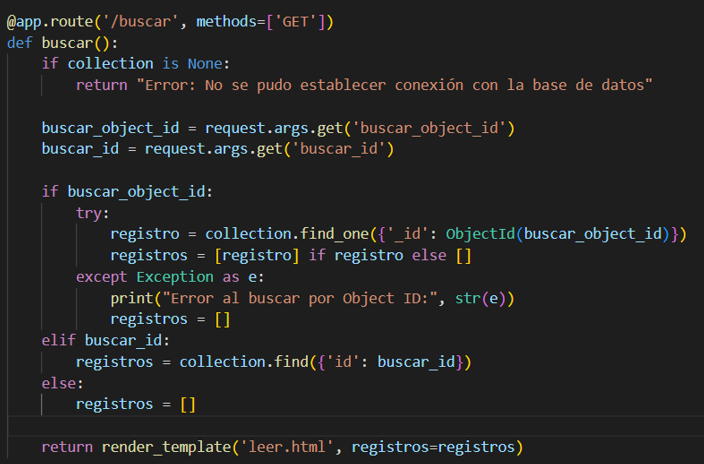 @app.route('/buscar', methods=['GET'])
def buscar():
    if collection is None:
        return "Error: No se pudo establecer conexión con la base de datos"

    buscar_object_id = request.args.get('buscar_object_id')
    buscar_id = request.args.get('buscar_id')

    if buscar_object_id:
        try:
            registro = collection.find_one({'_id': ObjectId(buscar_object_id)})
            registros = [registro] if registro else []
        except Exception as e:
            print("Error al buscar por Object ID:", str(e))
            registros = []
    elif buscar_id:
        registros = collection.find({'id': buscar_id})
    else:
        registros = []

    return render_template('leer.html', registros=registros)